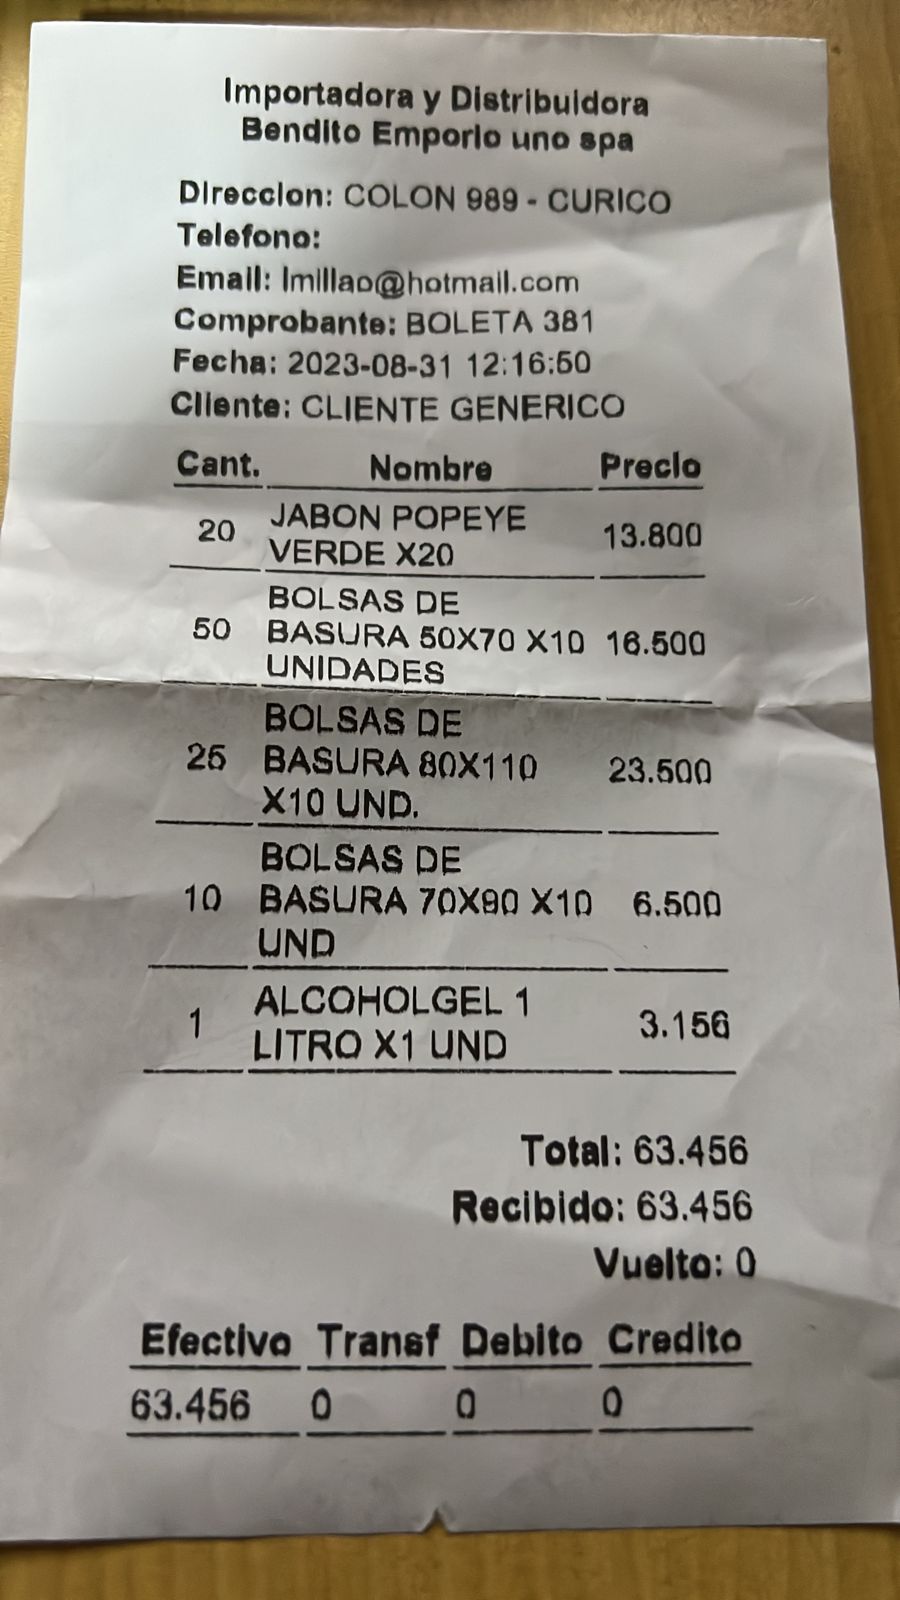 Importadora y Distribuidora
Bendito Emporio uno spa
Direccion: COLON 989 - CURICO
Telefono:
Email: lmillao@hotmail.com
Comprobante: BOLETA 381
Fecha: 2023-08-31 12:16:50
Cliente: CLIENTE GENERICO
Cant. Nombre Precio
20 JABON POPEYE VERDE X20 13.800
50 BOLSAS DE BASURA 50X70 X10 UNIDADES 16.500
25 BOLSAS DE BASURA 80X110 X10 UND. 23.500
10 BOLSAS DE BASURA 70X90 X10 UND 6.500
1 ALCOHOLGEL 1 LITRO X1 UND 3.156
Total: 63.456
Recibido: 63.456
Vuelto: 0
Efectivo Transf Debito Credito
63.456 0 0 0